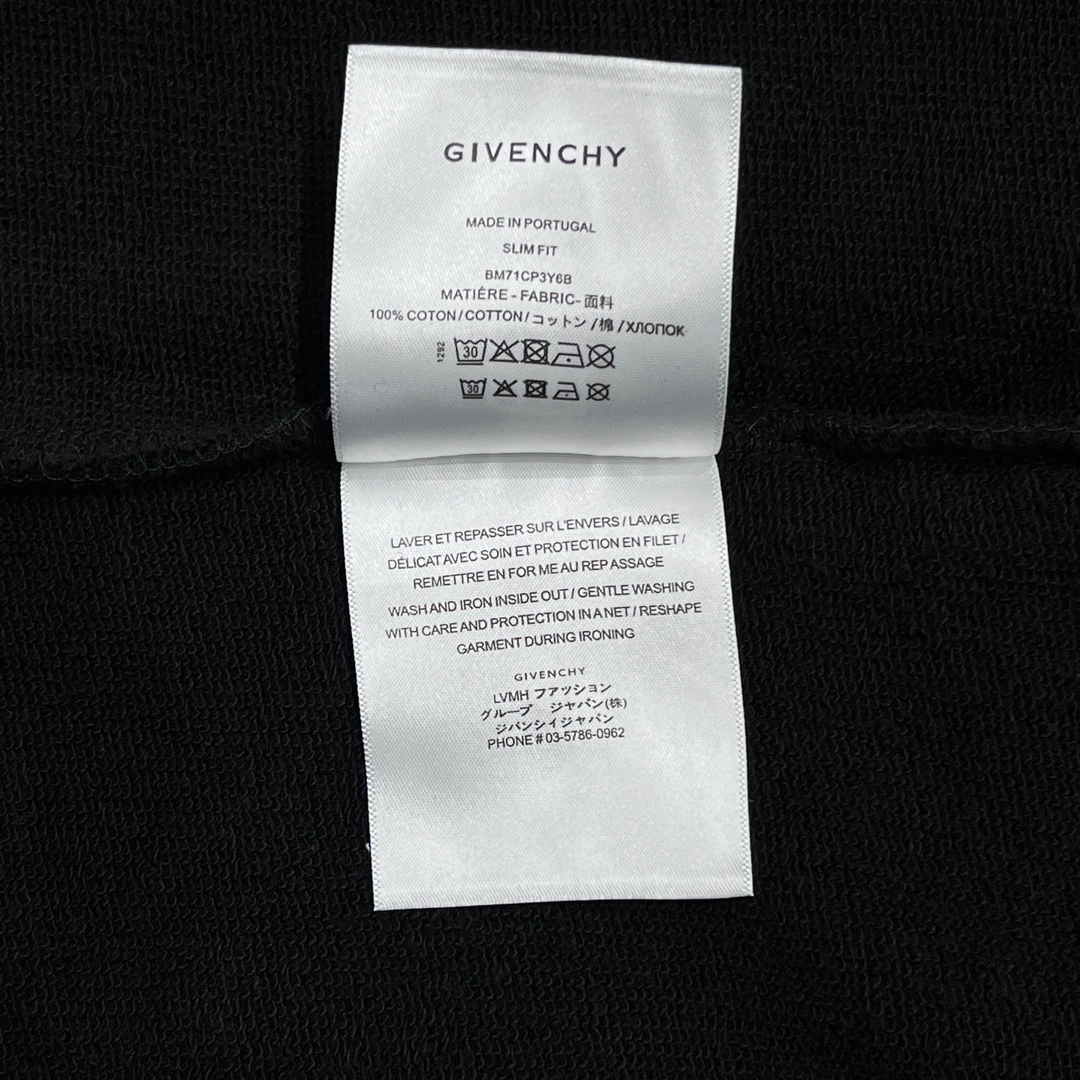 GIVENCHY
MADE IN PORTUGAL
SLIM FIT
BM71CP3Y6B
MATIÉRE - FABRIC- 面料
100% COTON/COTTON/コットン/棉/ХЛОПОК
1292 30
30
LAVER ET REPASSER SUR L'ENVERS / LAVAGE
DÉLICAT AVEC SOIN ET PROTECTION EN FILET /
REMETTRE EN FOR ME AU REP ASSAGE
WASH AND IRON INSIDE OUT / GENTLE WASHING
WITH CARE AND PROTECTION IN A NET / RESHAPE
GARMENT DURING IRONING
GIVENCHY
LVMH ファッション
グループ ジャパン(株)
ジバンシイジャパン
PHONE # 03-5786-0962